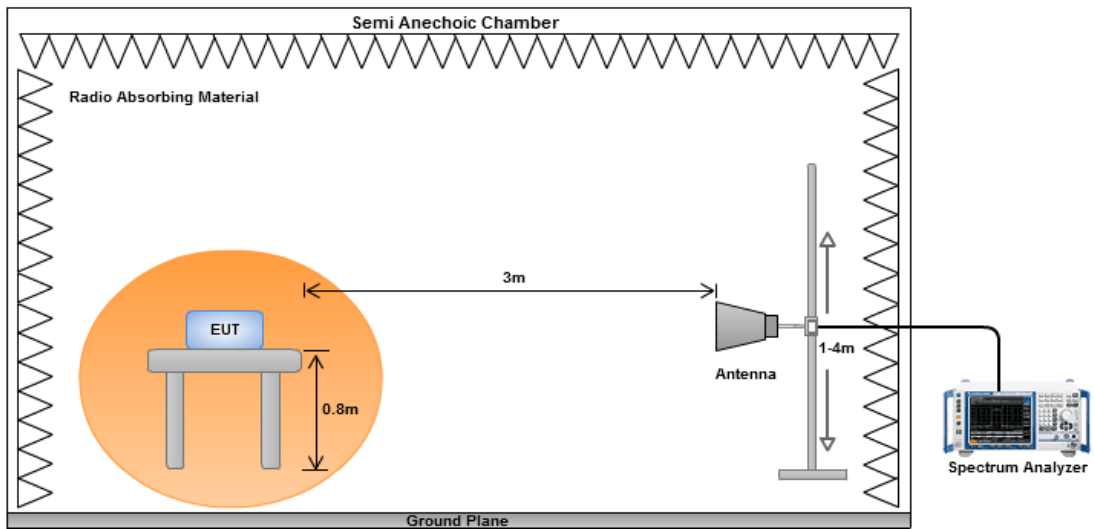 Semi Anechoic Chamber
Radio Absorbing Material
3m
EUT
1-4m
Antenna
0.8m
Spectrum Analyzer
Ground Plane